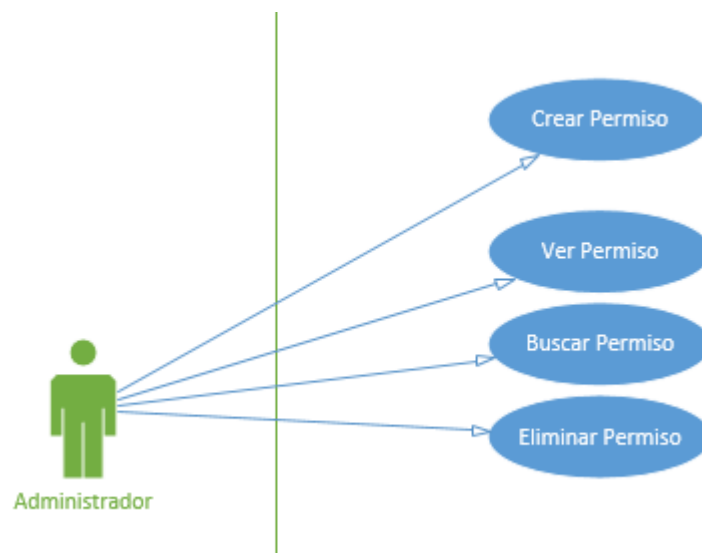 Crear Permiso
Ver Permiso
Buscar Permiso
Eliminar Permiso
Administrador